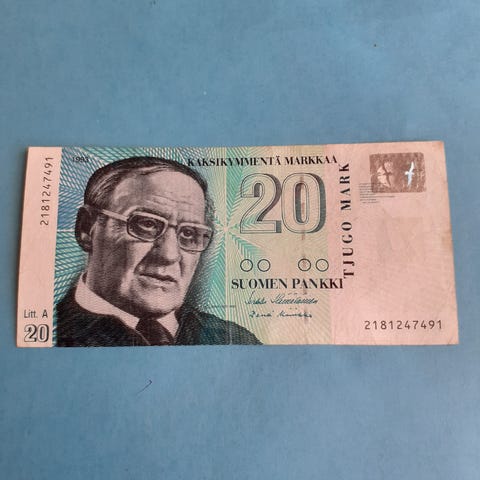 1993
KAKSIKYMMENTÄ MARKKAA
20
SUOMEN PANKKI
TJUGO MARK
2181247491
Litt. A
20
2181247491